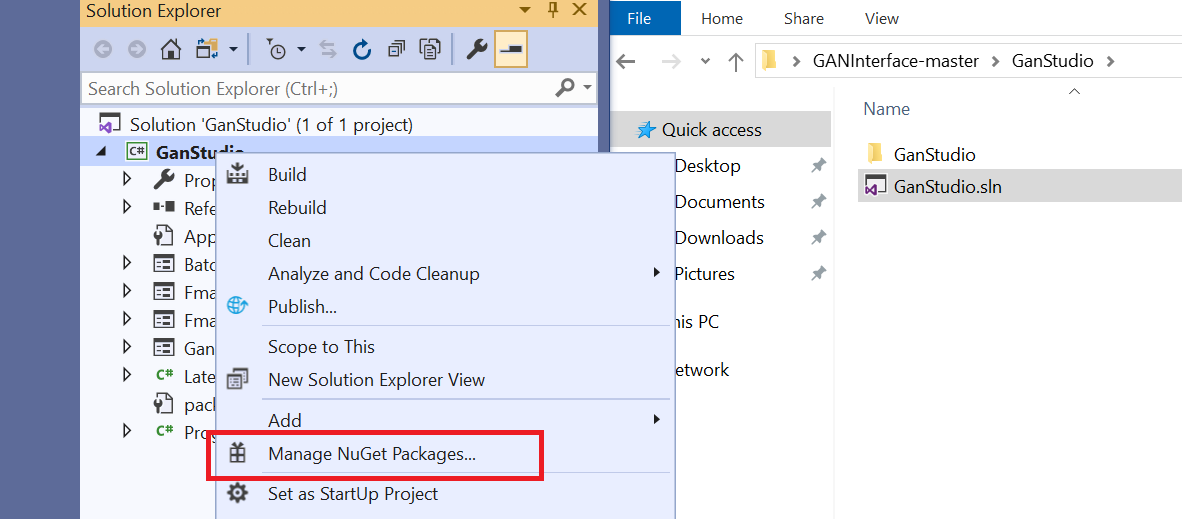 Solution Explorer
Search Solution Explorer (Ctrl+;)
Solution 'GanStudio' (1 of 1 project)
C# GanStudio
Build
Rebuild
Clean
Analyze and Code Cleanup
Publish...
Scope to This
New Solution Explorer View
Add
Manage NuGet Packages...
Set as StartUp Project
Prop
Refe
App
Batc
Fma
Fma
Gan
C# Late
pack
C# Prog
File Home Share View
GANInterface-master GanStudio
Quick access
Desktop
Documents
Downloads
Pictures
his PC
etwork
Name
GanStudio
GanStudio.sln